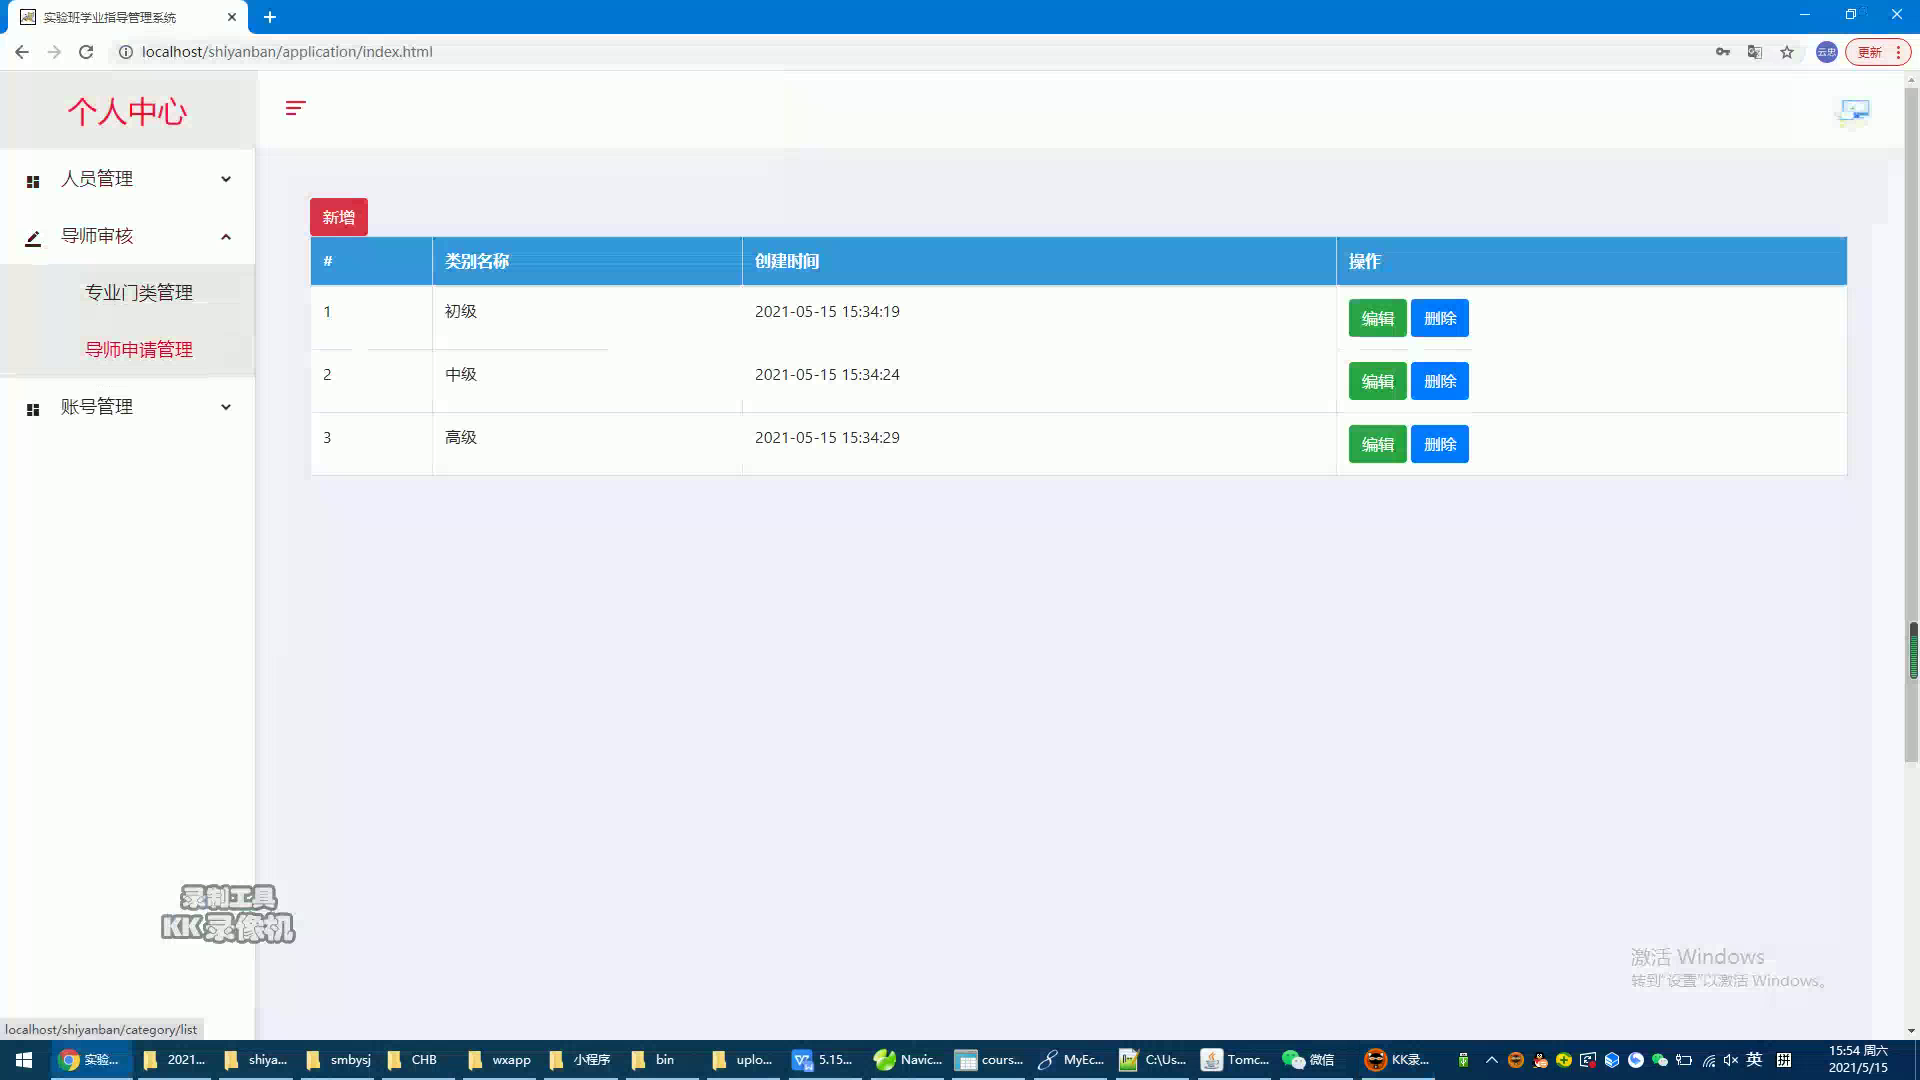 实验班学业指导管理系统
localhost/shiyanban/application/index.html
云忠
更新
个人中心
人员管理
导师审核
专业门类管理
导师申请管理
账号管理
新增
# 类别名称 创建时间 操作
1 初级 2021-05-15 15:34:19 编辑 删除
2 中级 2021-05-15 15:34:24 编辑 删除
3 高级 2021-05-15 15:34:29 编辑 删除
录制工具
KK录像机
激活 Windows
转到"设置"以激活 Windows。
localhost/shiyanban/category/list
实验... 2021... shiya... smbysj CHB wxapp 小程序 bin uplo... 5.15... Navic... cours... MyEc... C:\Us... Tomc... 微信 KK录... 英 拼
15:54 周六
2021/5/15